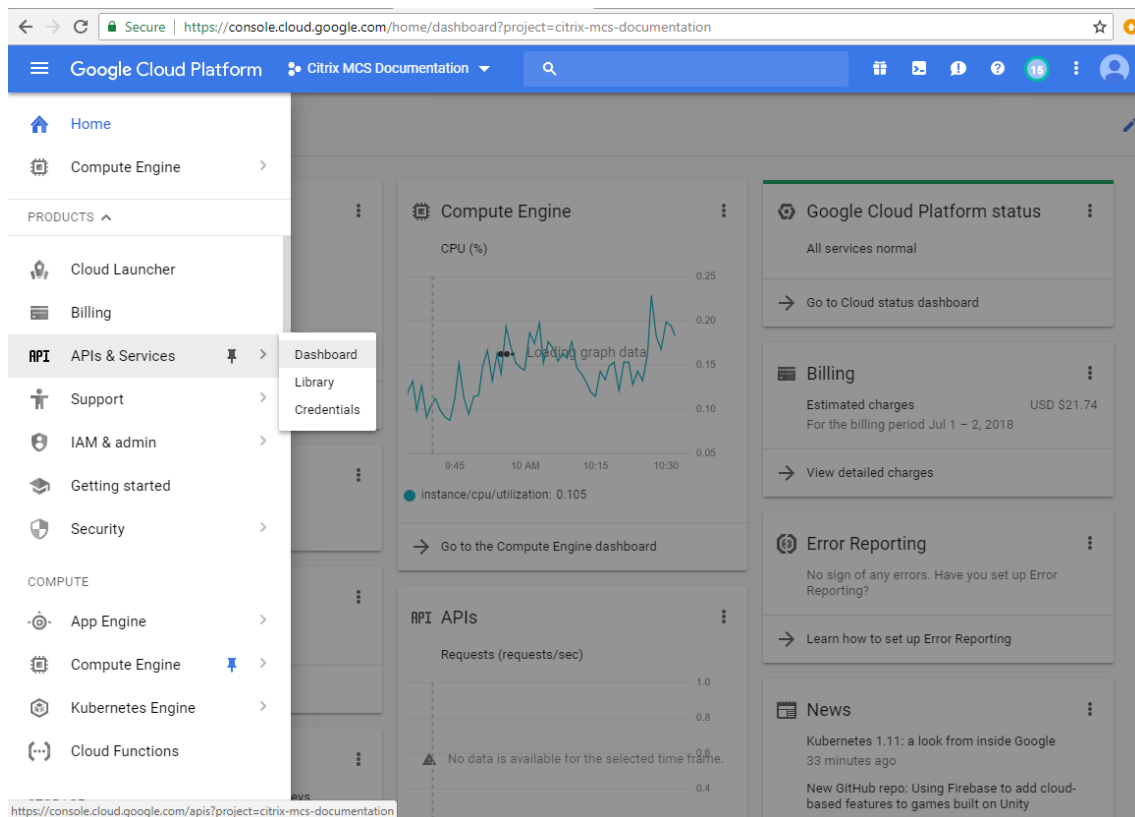 Secure | https://console.cloud.google.com/home/dashboard?project=citrix-mcs-documentation
Google Cloud Platform
Citrix MCS Documentation
15
Home
Compute Engine
PRODUCTS
Cloud Launcher
Billing
API APIs & Services
Support
IAM & admin
Getting started
Security
COMPUTE
App Engine
Compute Engine
Kubernetes Engine
Cloud Functions
https://console.cloud.google.com/apis?project=citrix-mcs-documentation
Dashboard
Library
Credentials
Compute Engine
CPU (%)
0.25
0.20
Loading graph data
0.15
0.10
0.05
9:45 10 AM 10:15 10:30
instance/cpu/utilization: 0.105
Go to the Compute Engine dashboard
API APIs
Requests (requests/sec)
1.0
0.8
0.6
No data is available for the selected time frame.
0.4
Google Cloud Platform status
All services normal
Go to Cloud status dashboard
Billing
Estimated charges USD $21.74
For the billing period Jul 1 – 2, 2018
View detailed charges
Error Reporting
No sign of any errors. Have you set up Error
Reporting?
Learn how to set up Error Reporting
News
Kubernetes 1.11: a look from inside Google
33 minutes ago
New GitHub repo: Using Firebase to add cloud-
based features to games built on Unity